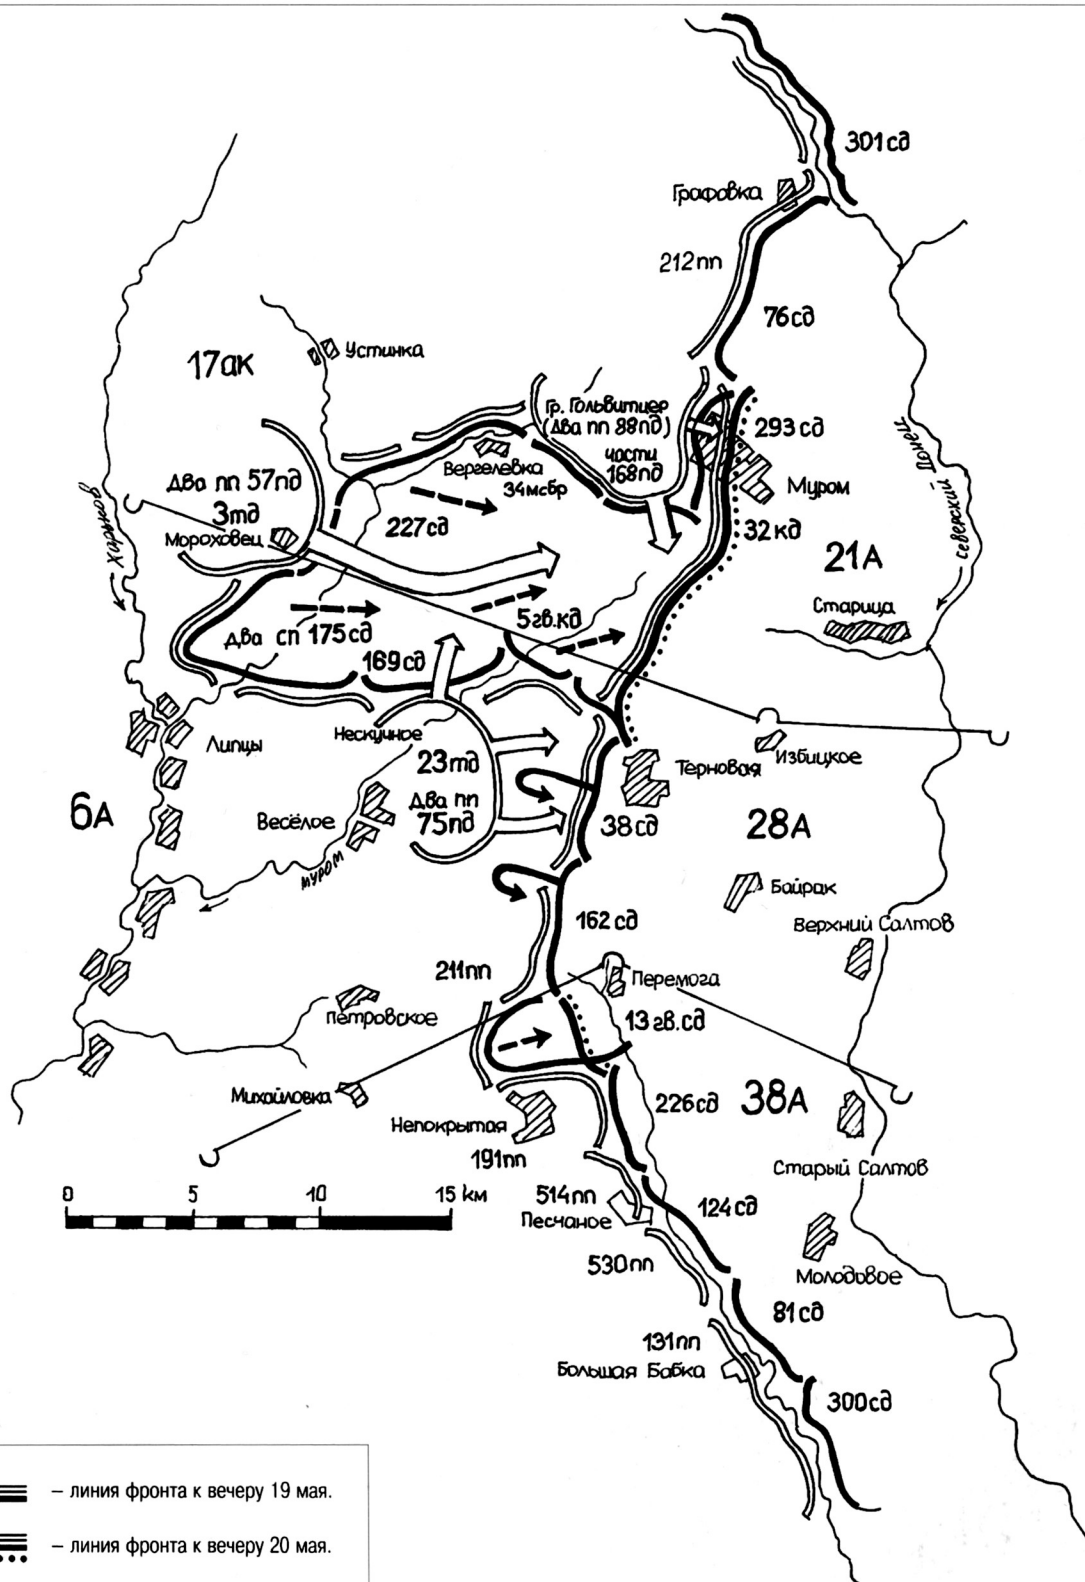 301сд
Графовка
212пп
76сд
Устинка
17ак
Гр. Гольвитцер
(Два пп 88пд)
части
168пд
293сд
Муром
Вергелевка
34мсбр
Два пп 57пд
3тд
Мороховец
227сд
32кд
Северский Донец
21А
Харьков
Старица
5гв.кд
Два сп 175сд
169сд
Липцы
Нескучное
23тд
Два пп
75пд
Терновая
Избицкое
6А
Весёлое
38сд
28А
Муром
Байрак
162сд
Верхний Салтов
211пп
Перемога
Петровское
13гв.сд
Михайловка
Непокрытая
191пп
226сд
38А
Старый Салтов
0 5 10 15 км
514пп
Песчаное
124сд
530пп
Молодовое
81сд
131пп
Большая Бабка
300сд
– линия фронта к вечеру 19 мая.
– линия фронта к вечеру 20 мая.